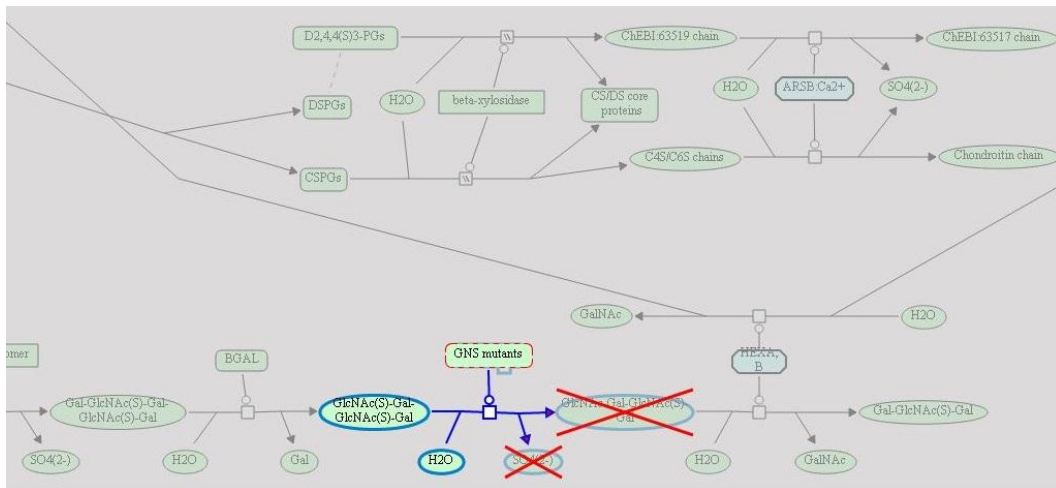 D2,4,4(S)3-PGs
ChEBI:63519 chain
ChEBI:63517 chain
DSPGs
H2O
beta-xylosidase
CS/DS core
proteins
H2O
ARSB:Ca2+
SO4(2-)
CSPGs
C4S/C6S chains
Chondroitin chain
GalNAc
H2O
omer
BGAL
GNS mutants
HEXA,
B
Gal-GlcNAc(S)-Gal-
GlcNAc(S)-Gal
GlcNAc(S)-Gal-
GlcNAc(S)-Gal
GlcNAc-Gal-GlcNAc(S)-
Gal
Gal-GlcNAc(S)-Gal
SO4(2-)
H2O
Gal
H2O
SO4(2-)
H2O
GalNAc